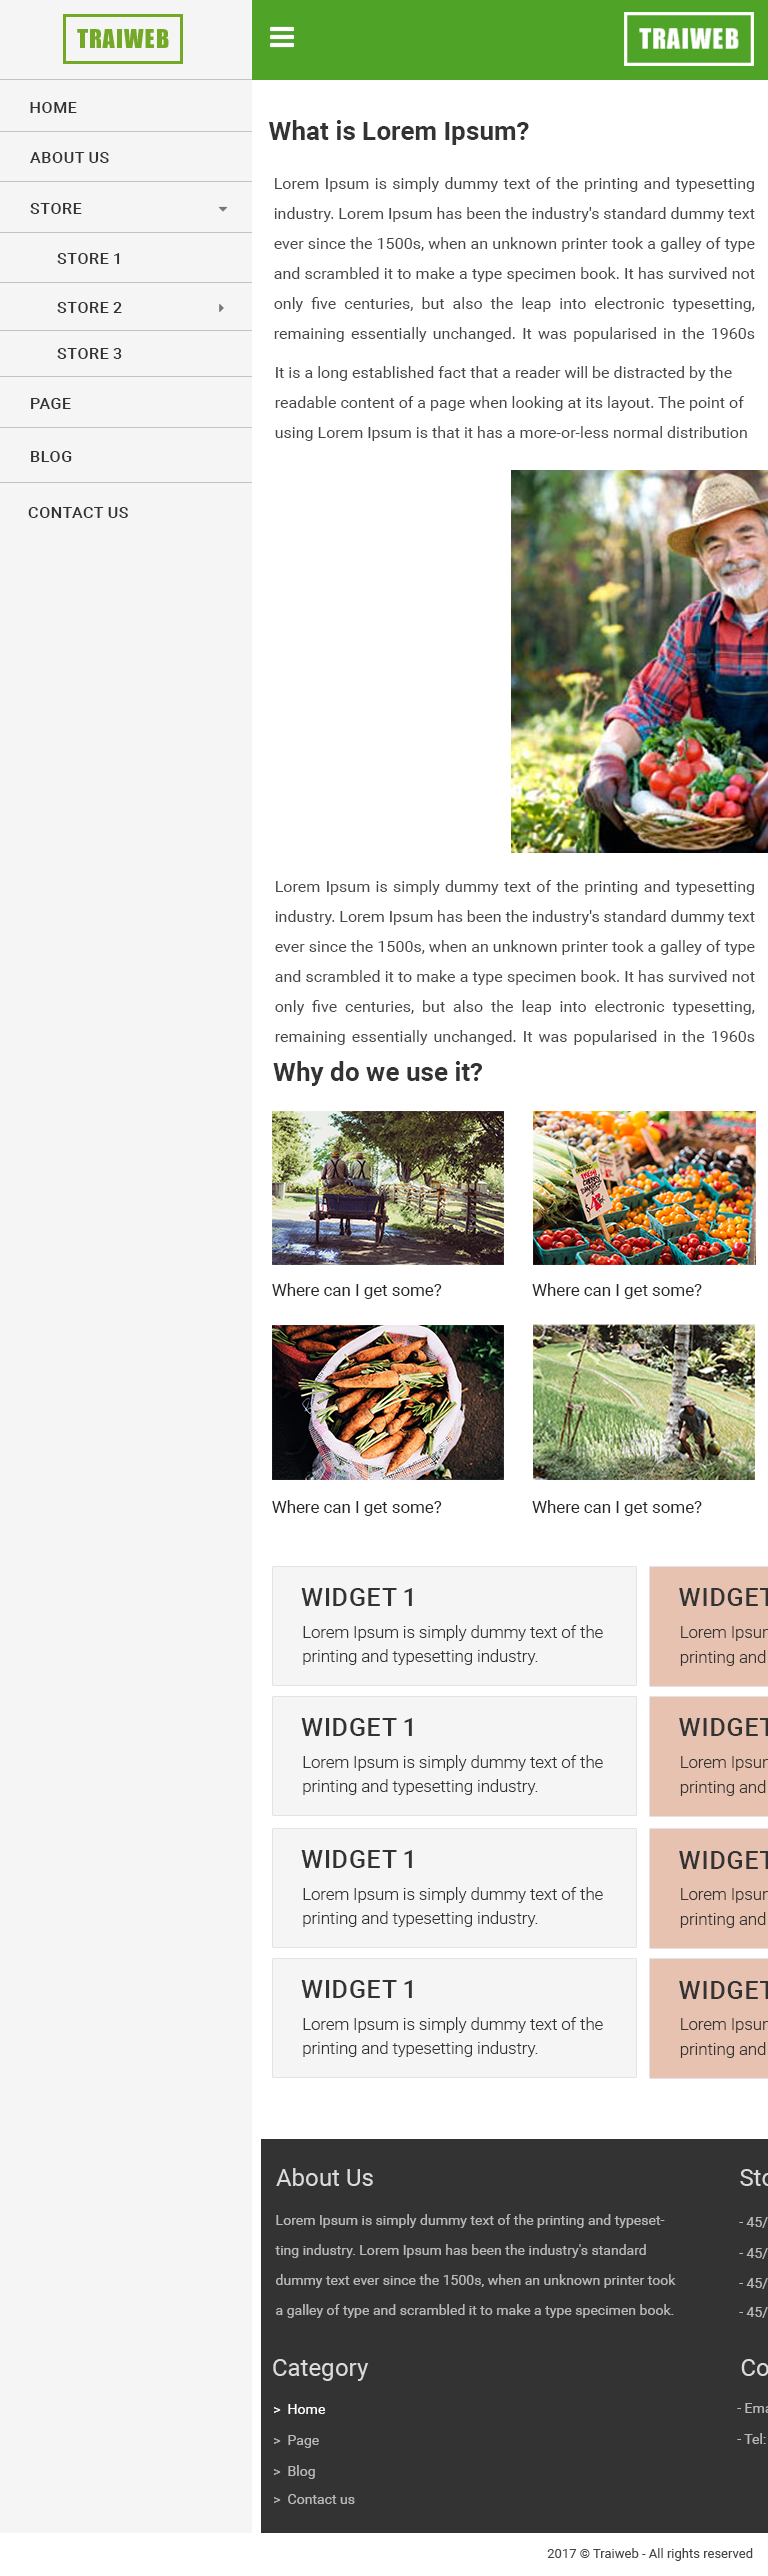 TRAIWEB
TRAIWEB
HOME
ABOUT US
STORE
STORE 1
STORE 2
STORE 3
PAGE
BLOG
CONTACT US
What is Lorem Ipsum?
Lorem Ipsum is simply dummy text of the printing and typesetting
industry. Lorem Ipsum has been the industry's standard dummy text
ever since the 1500s, when an unknown printer took a galley of type
and scrambled it to make a type specimen book. It has survived not
only five centuries, but also the leap into electronic typesetting,
remaining essentially unchanged. It was popularised in the 1960s
It is a long established fact that a reader will be distracted by the
readable content of a page when looking at its layout. The point of
using Lorem Ipsum is that it has a more-or-less normal distribution
Lorem Ipsum is simply dummy text of the printing and typesetting
industry. Lorem Ipsum has been the industry's standard dummy text
ever since the 1500s, when an unknown printer took a galley of type
and scrambled it to make a type specimen book. It has survived not
only five centuries, but also the leap into electronic typesetting,
remaining essentially unchanged. It was popularised in the 1960s
Why do we use it?
Where can I get some?
Where can I get some?
Where can I get some?
Where can I get some?
WIDGET 1
Lorem Ipsum is simply dummy text of the
printing and typesetting industry.
WIDGET
Lorem Ipsu
printing and
WIDGET 1
Lorem Ipsum is simply dummy text of the
printing and typesetting industry.
WIDGET
Lorem Ipsu
printing and
WIDGET 1
Lorem Ipsum is simply dummy text of the
printing and typesetting industry.
WIDGET
Lorem Ipsu
printing and
WIDGET 1
Lorem Ipsum is simply dummy text of the
printing and typesetting industry.
WIDGET
Lorem Ipsu
printing and
About Us
Lorem Ipsum is simply dummy text of the printing and typeset-
ting industry. Lorem Ipsum has been the industry's standard
dummy text ever since the 1500s, when an unknown printer took
a galley of type and scrambled it to make a type specimen book.
Sto
- 45/
- 45/
- 45/
- 45/
Category
> Home
> Page
> Blog
> Contact us
Co
- Ema
- Tel:
2017 © Traiweb - All rights reserved